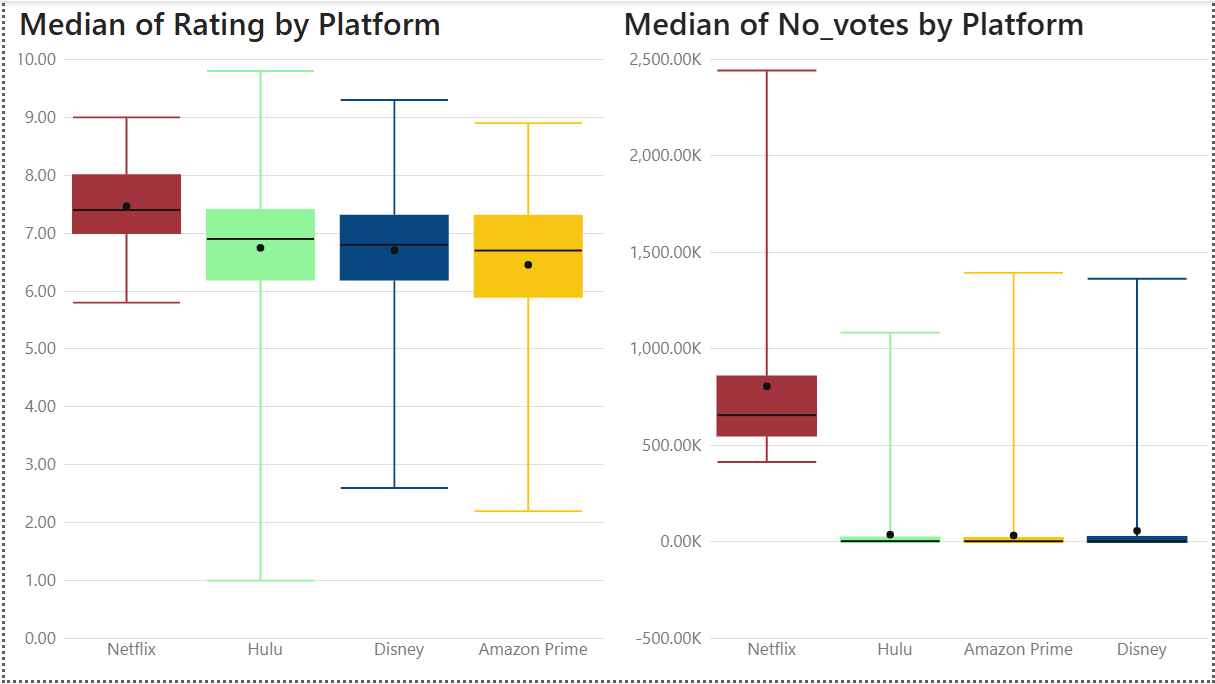 Median of Rating by Platform
10.00
9.00
8.00
7.00
6.00
5.00
4.00
3.00
2.00
1.00
0.00
Netflix
Hulu
Disney
Amazon Prime
Median of No_votes by Platform
2,500.00K
2,000.00K
1,500.00K
1,000.00K
500.00K
0.00K
-500.00K
Netflix
Hulu
Amazon Prime
Disney